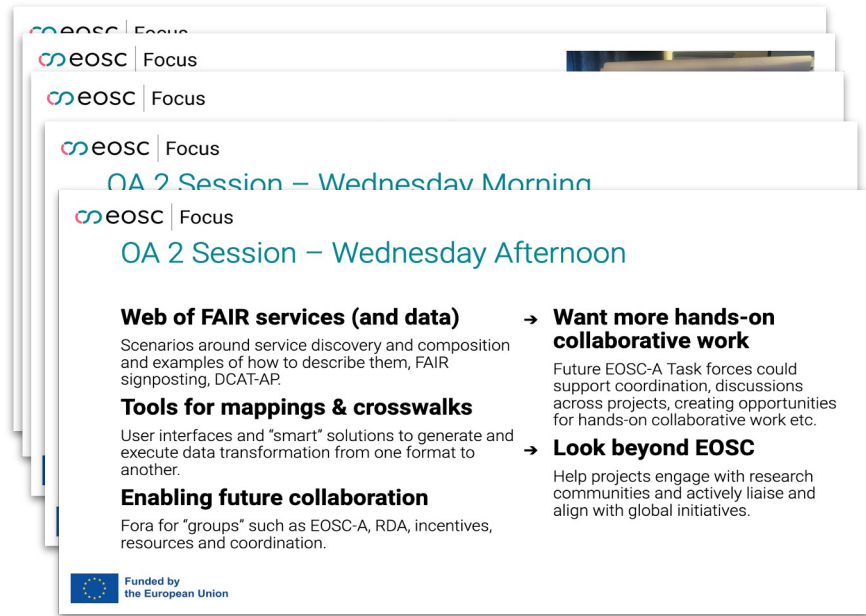 eosc Focus
eosc Focus
eosc Focus
eosc Focus
OA 2 Session – Wednesday Morning
eosc Focus
OA 2 Session – Wednesday Afternoon
Web of FAIR services (and data)
Scenarios around service discovery and composition
and examples of how to describe them, FAIR
signposting, DCAT-AP.
Tools for mappings & crosswalks
User interfaces and “smart” solutions to generate and
execute data transformation from one format to
another.
Enabling future collaboration
Fora for “groups” such as EOSC-A, RDA, incentives,
resources and coordination.
➔ Want more hands-on
collaborative work
Future EOSC-A Task forces could
support coordination, discussions
across projects, creating opportunities
for hands-on collaborative work etc.
➔ Look beyond EOSC
Help projects engage with research
communities and actively liaise and
align with global initiatives.
Funded by
the European Union